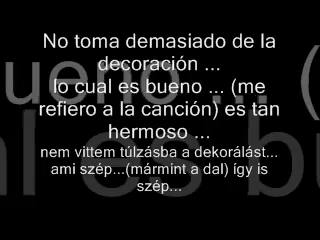 No toma demasiado de la
decoración ...
lo cual es bueno ... (me
refiero a la canción) es tan
hermoso ...
nem vittem túlzásba a dekorálást...
ami szép...(mármint a dal) így is
szép...